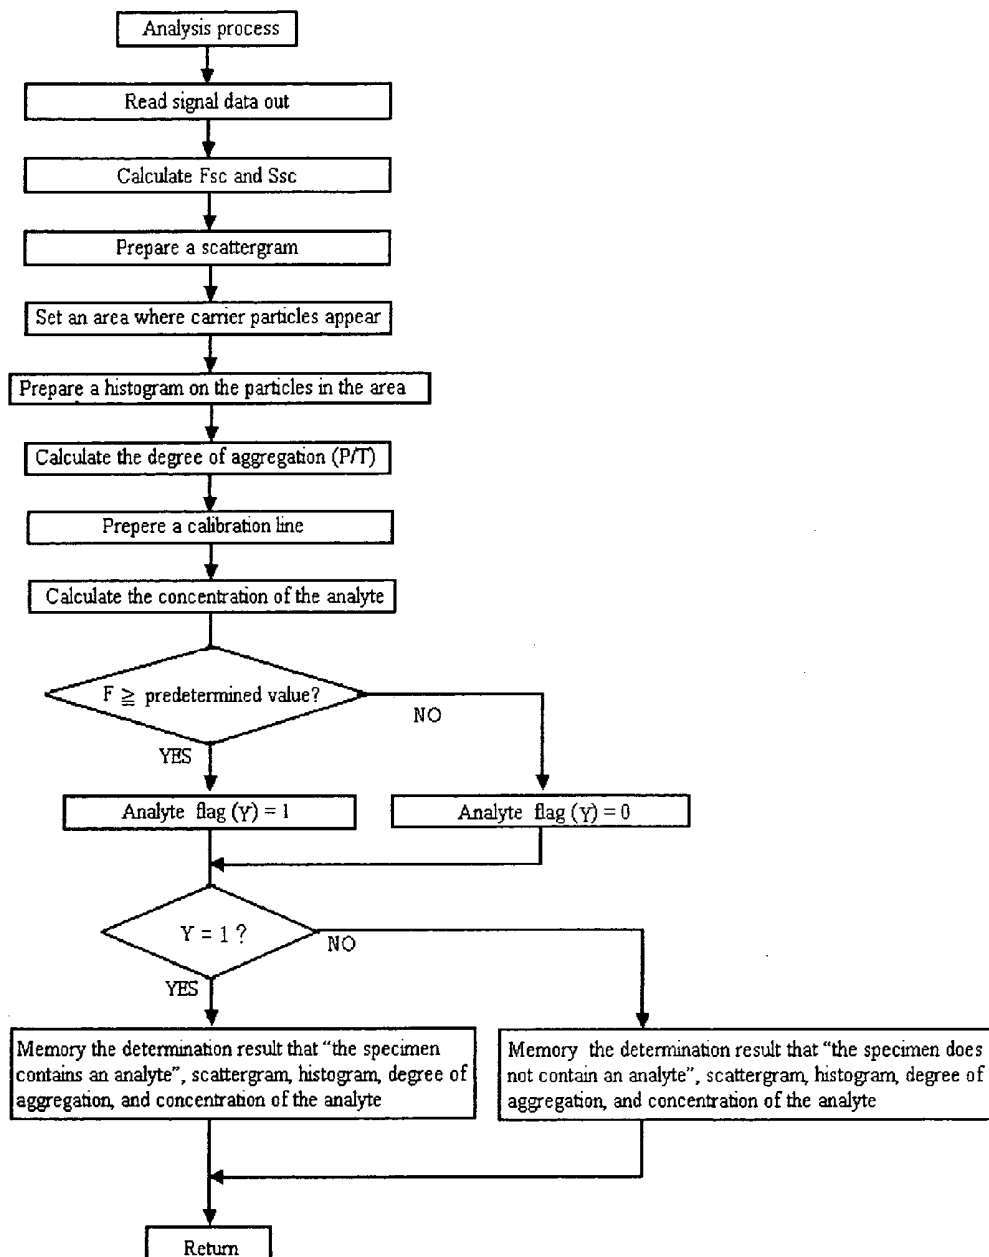 Analysis process
Read signal data out
Calculate Fsc and Ssc
Prepare a scattergram
Set an area where carrier particles appear
Prepare a histogram on the particles in the area
Calculate the degree of aggregation (P/T)
Prepere a calibration line
Calculate the concentration of the analyte
F ≧ predetermined value?
NO
YES
Analyte flag (Y) = 1
Analyte flag (Y) = 0
Y = 1 ?
NO
YES
Memory the determination result that “the specimen
contains an analyte”, scattergram, histogram, degree of
aggregation, and concentration of the analyte
Memory the determination result that “the specimen does
not contain an analyte”, scattergram, histogram, degree of
aggregation, and concentration of the analyte
Return